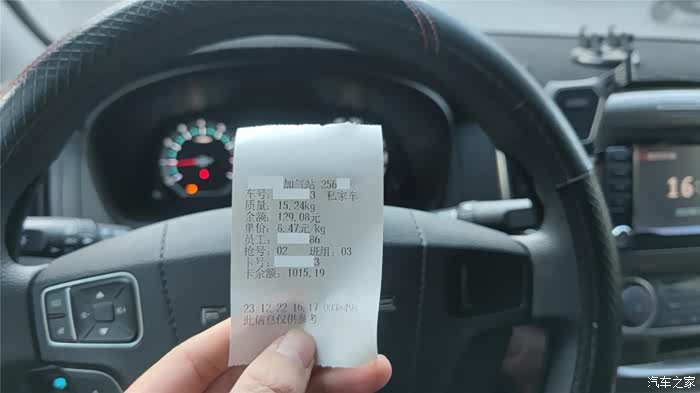 加气站 256
车号: 3 私家车
质量: 15.24kg
金额: 129.08元
单价: 8.47元 kg
员工: 86
枪号: 02 班组: 03
卡号: 3
卡余额: 1015.19
23 12 22 16.17
此信息仅供参考
16
汽车之家